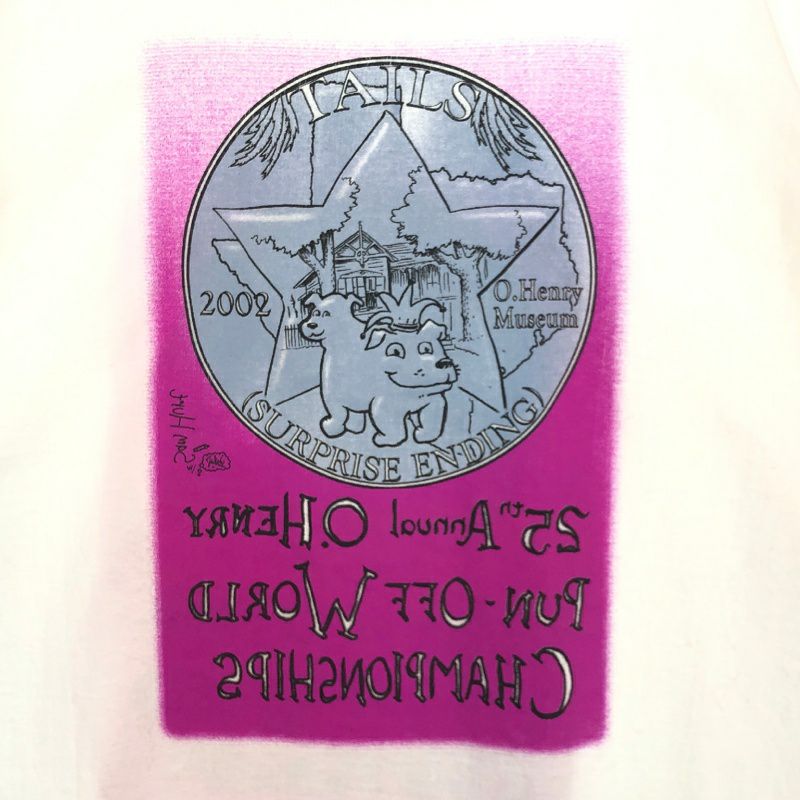 TAILS
2002
O.Henry
Museum
(SURPRISE ENDING)
25th Annual O.HENRY
PUN-OFF WORLD
CHAMPIONSHIPS